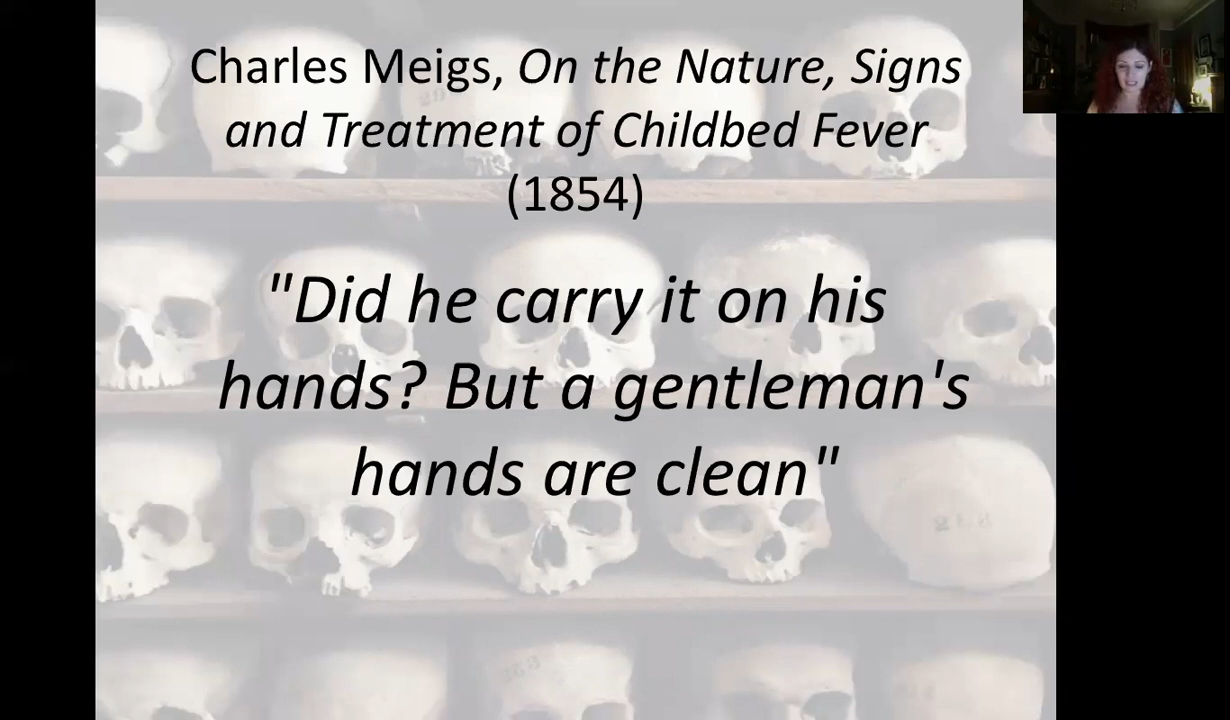 Charles Meigs, On the Nature, Signs
and Treatment of Childbed Fever
(1854)
"Did he carry it on his
hands? But a gentleman's
hands are clean"